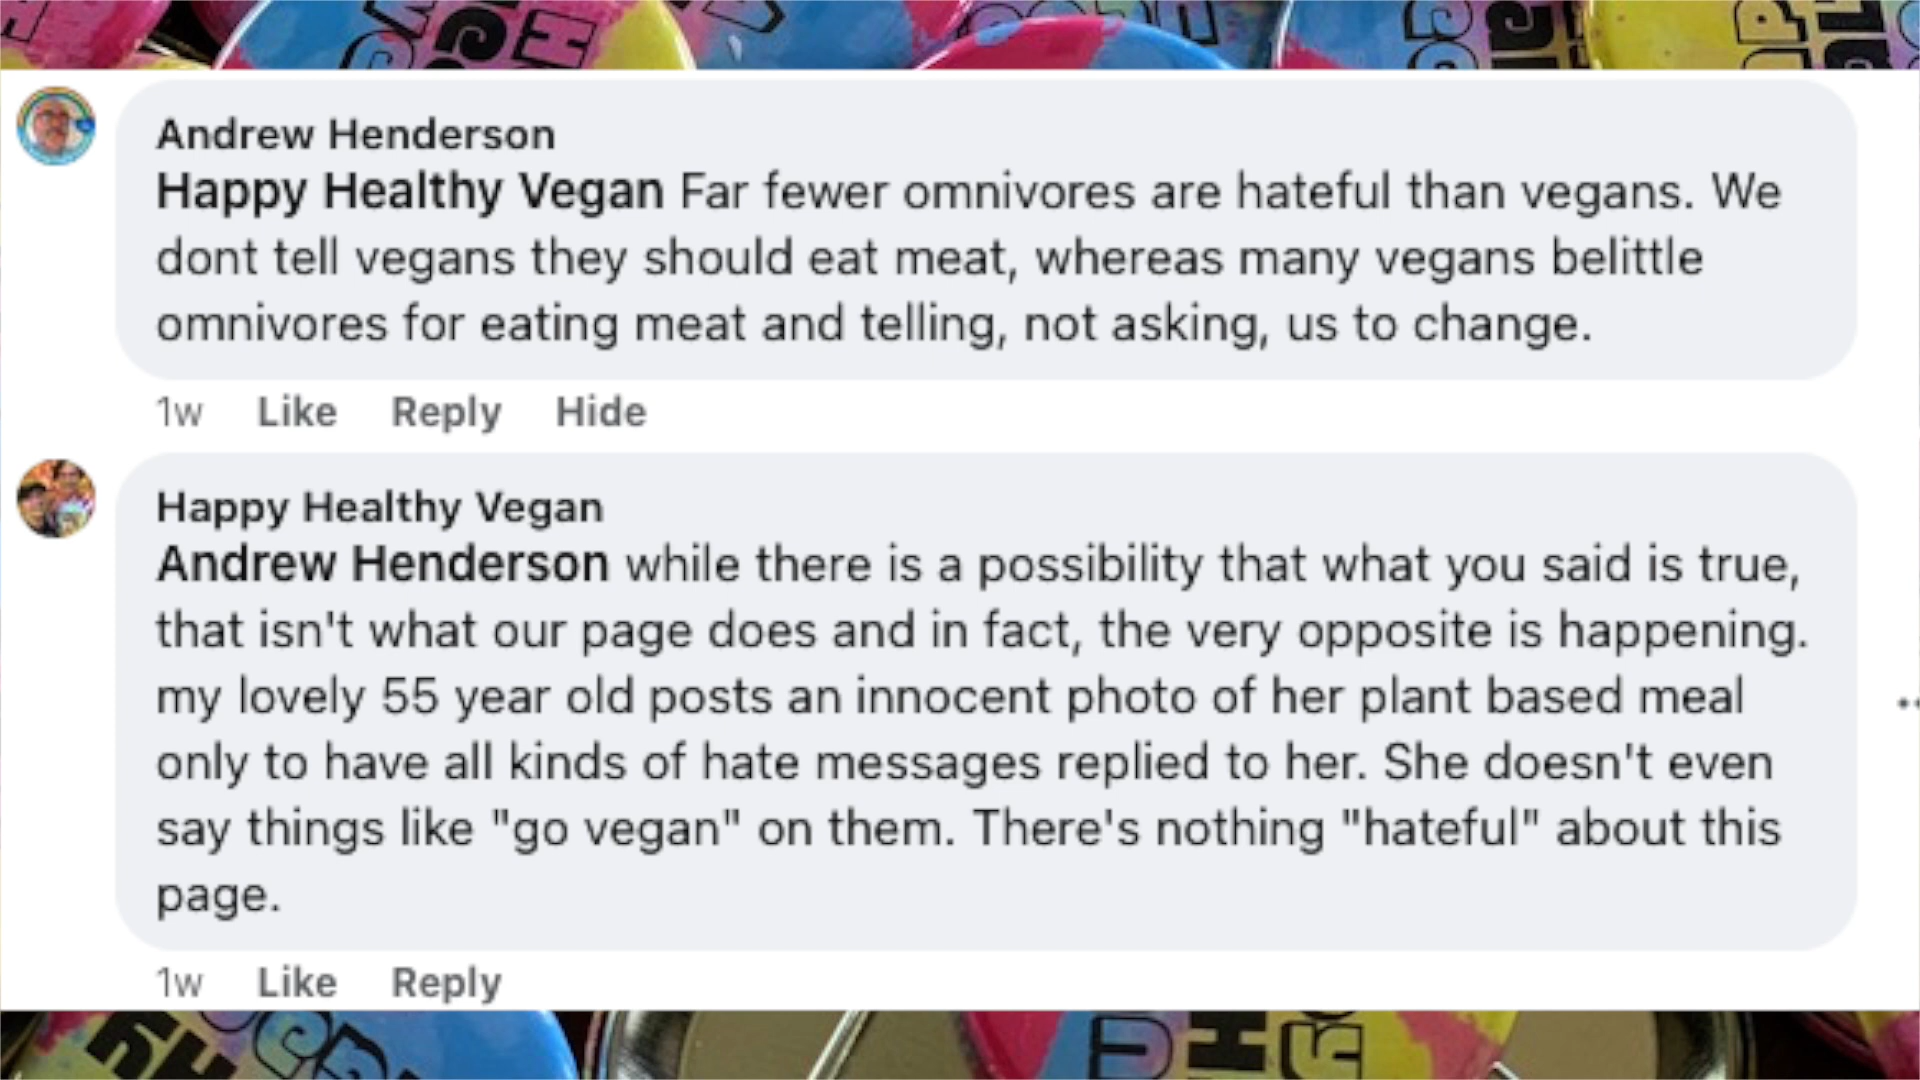 Andrew Henderson
Happy Healthy Vegan Far fewer omnivores are hateful than vegans. We
dont tell vegans they should eat meat, whereas many vegans belittle
omnivores for eating meat and telling, not asking, us to change.
1w Like Reply Hide
Happy Healthy Vegan
Andrew Henderson while there is a possibility that what you said is true,
that isn't what our page does and in fact, the very opposite is happening.
my lovely 55 year old posts an innocent photo of her plant based meal
only to have all kinds of hate messages replied to her. She doesn't even
say things like "go vegan" on them. There's nothing "hateful" about this
page.
1w Like Reply